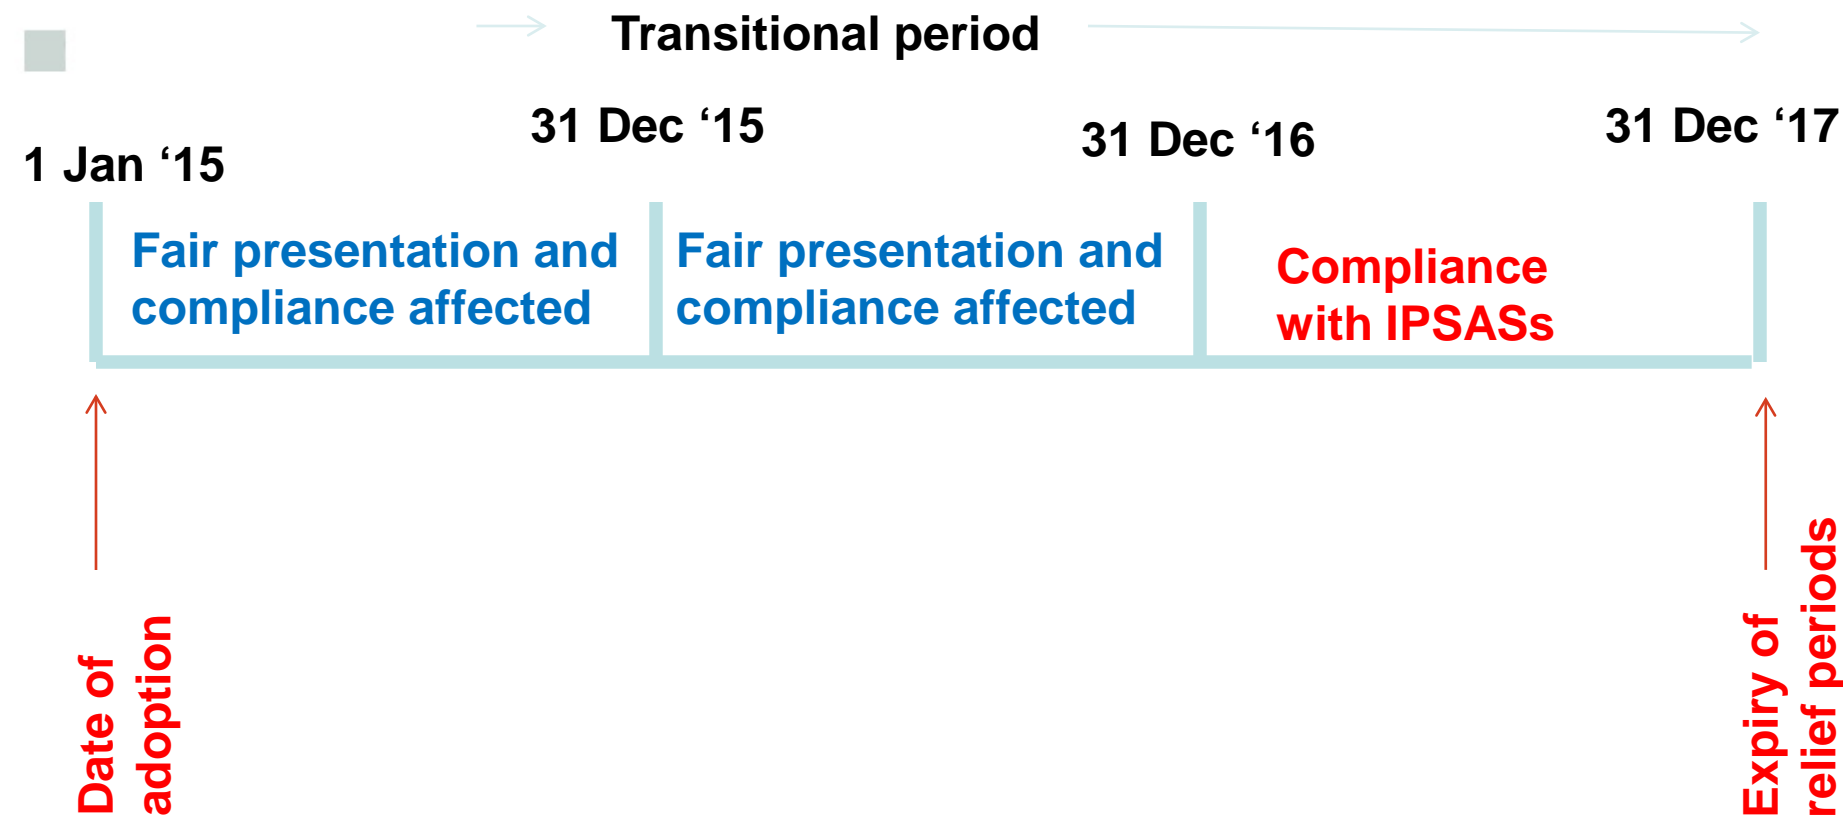 Transitional period
1 Jan ‘15
31 Dec ‘15
31 Dec ‘16
31 Dec ‘17
Fair presentation and
compliance affected
Fair presentation and
compliance affected
Compliance
with IPSASs
Date of
adoption
Expiry of
relief periods